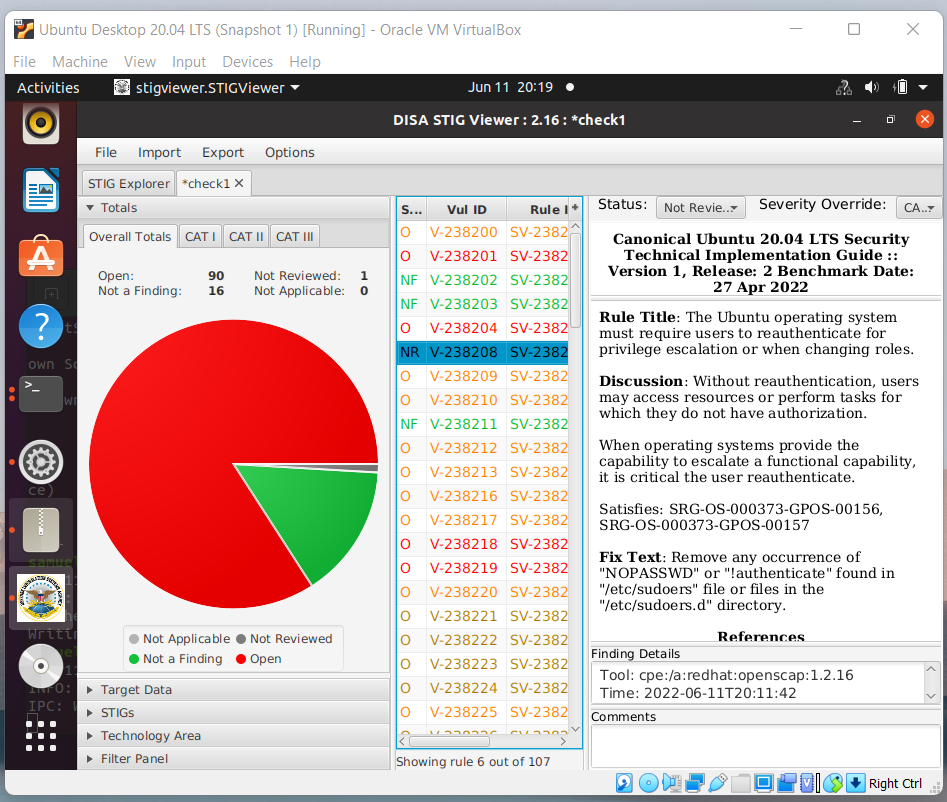 Ubuntu Desktop 20.04 LTS (Snapshot 1) [Running] - Oracle VM VirtualBox
File Machine View Input Devices Help
Activities stigviewer.STIGViewer Jun 11 20:19
DISA STIG Viewer : 2.16 : *check1
File Import Export Options
STIG Explorer *check1
Totals
Overall Totals CAT I CAT II CAT III
Open: 90 Not Reviewed: 1
Not a Finding: 16 Not Applicable: 0
Not Applicable Not Reviewed
Not a Finding Open
Target Data
STIGs
Technology Area
Filter Panel
own
ce)
Writin
INFO:
IPC:
S... Vul ID Rule I +
O V-238200 SV-2382
O V-238201 SV-2382
NF V-238202 SV-2382
NF V-238203 SV-2382
O V-238204 SV-2382
NR V-238208 SV-2382
O V-238209 SV-2382
O V-238210 SV-2382
NF V-238211 SV-2382
O V-238212 SV-2382
O V-238213 SV-2382
O V-238216 SV-2382
O V-238217 SV-2382
O V-238218 SV-2382
O V-238219 SV-2382
O V-238220 SV-2382
O V-238221 SV-2382
O V-238222 SV-2382
O V-238223 SV-2382
O V-238224 SV-2382
O V-238225 SV-2382
Showing rule 6 out of 107
Status: Not Revie... Severity Override: CA...
Canonical Ubuntu 20.04 LTS Security
Technical Implementation Guide ::
Version 1, Release: 2 Benchmark Date:
27 Apr 2022
Rule Title: The Ubuntu operating system
must require users to reauthenticate for
privilege escalation or when changing roles.
Discussion: Without reauthentication, users
may access resources or perform tasks for
which they do not have authorization.
When operating systems provide the
capability to escalate a functional capability,
it is critical the user reauthenticate.
Satisfies: SRG-OS-000373-GPOS-00156,
SRG-OS-000373-GPOS-00157
Fix Text: Remove any occurrence of
"NOPASSWD" or "!authenticate" found in
"/etc/sudoers" file or files in the
"/etc/sudoers.d" directory.
References
Finding Details
Tool: cpe:/a:redhat:openscap:1.2.16
Time: 2022-06-11T20:11:42
Comments
Right Ctrl